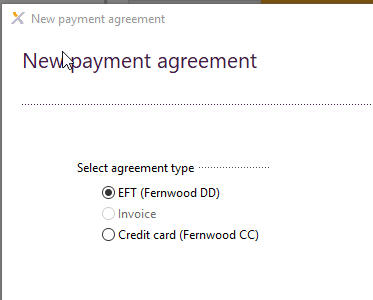 New payment agreement
New payment agreement
Select agreement type
EFT (Fernwood DD)
Invoice
Credit card (Fernwood CC)